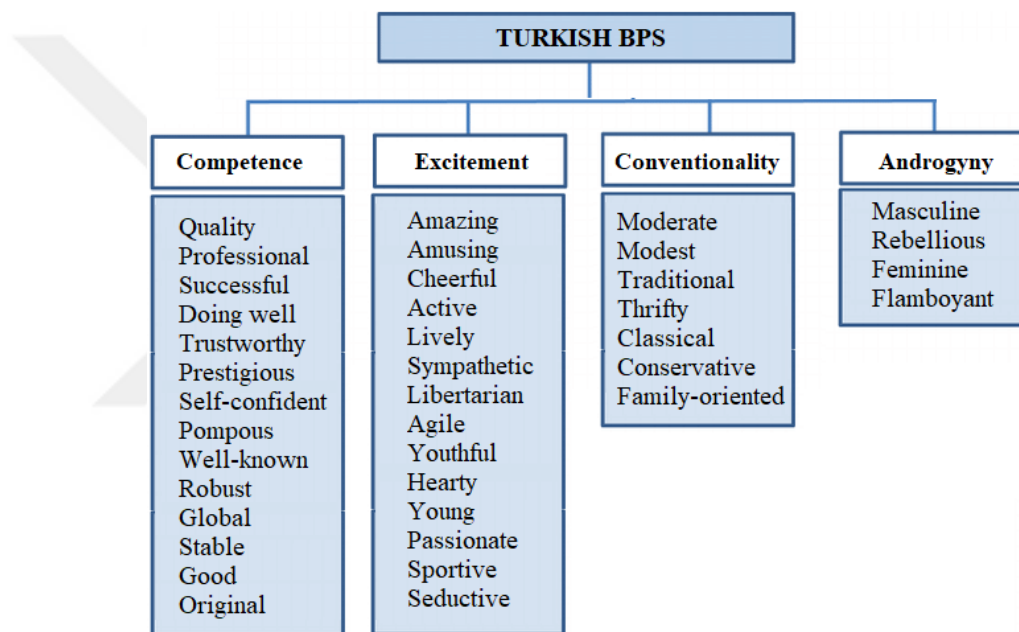 TURKISH BPS
Competence
Quality
Professional
Successful
Doing well
Trustworthy
Prestigious
Self-confident
Pompous
Well-known
Robust
Global
Stable
Good
Original
Excitement
Amazing
Amusing
Cheerful
Active
Lively
Sympathetic
Libertarian
Agile
Youthful
Hearty
Young
Passionate
Sportive
Seductive
Conventionality
Moderate
Modest
Traditional
Thrifty
Classical
Conservative
Family-oriented
Androgyny
Masculine
Rebellious
Feminine
Flamboyant